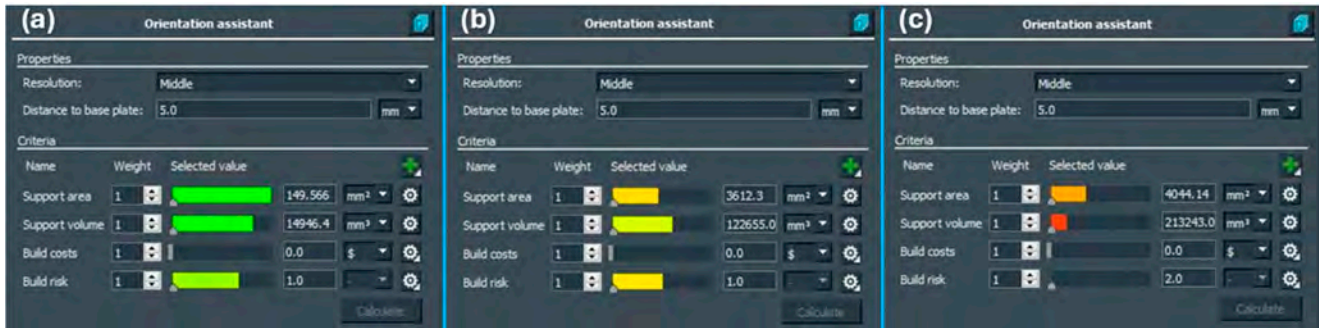 (a) Orientation assistant
Properties
Resolution: Middle
Distance to base plate: 5.0 mm
Criteria
Name Weight Selected value
Support area 1 149.566 mm²
Support volume 1 14946.4 mm³
Build costs 1 0.0 $
Build risk 1 1.0 -
Calculate
(b) Orientation assistant
Properties
Resolution: Middle
Distance to base plate: 5.0 mm
Criteria
Name Weight Selected value
Support area 1 3612.3 mm²
Support volume 1 122655.0 mm³
Build costs 1 0.0 $
Build risk 1 1.0 -
Calculate
(c) Orientation assistant
Properties
Resolution: Middle
Distance to base plate: 5.0 mm
Criteria
Name Weight Selected value
Support area 1 4044.14 mm²
Support volume 1 213243.0 mm³
Build costs 1 0.0 $
Build risk 1 2.0 -
Calculate